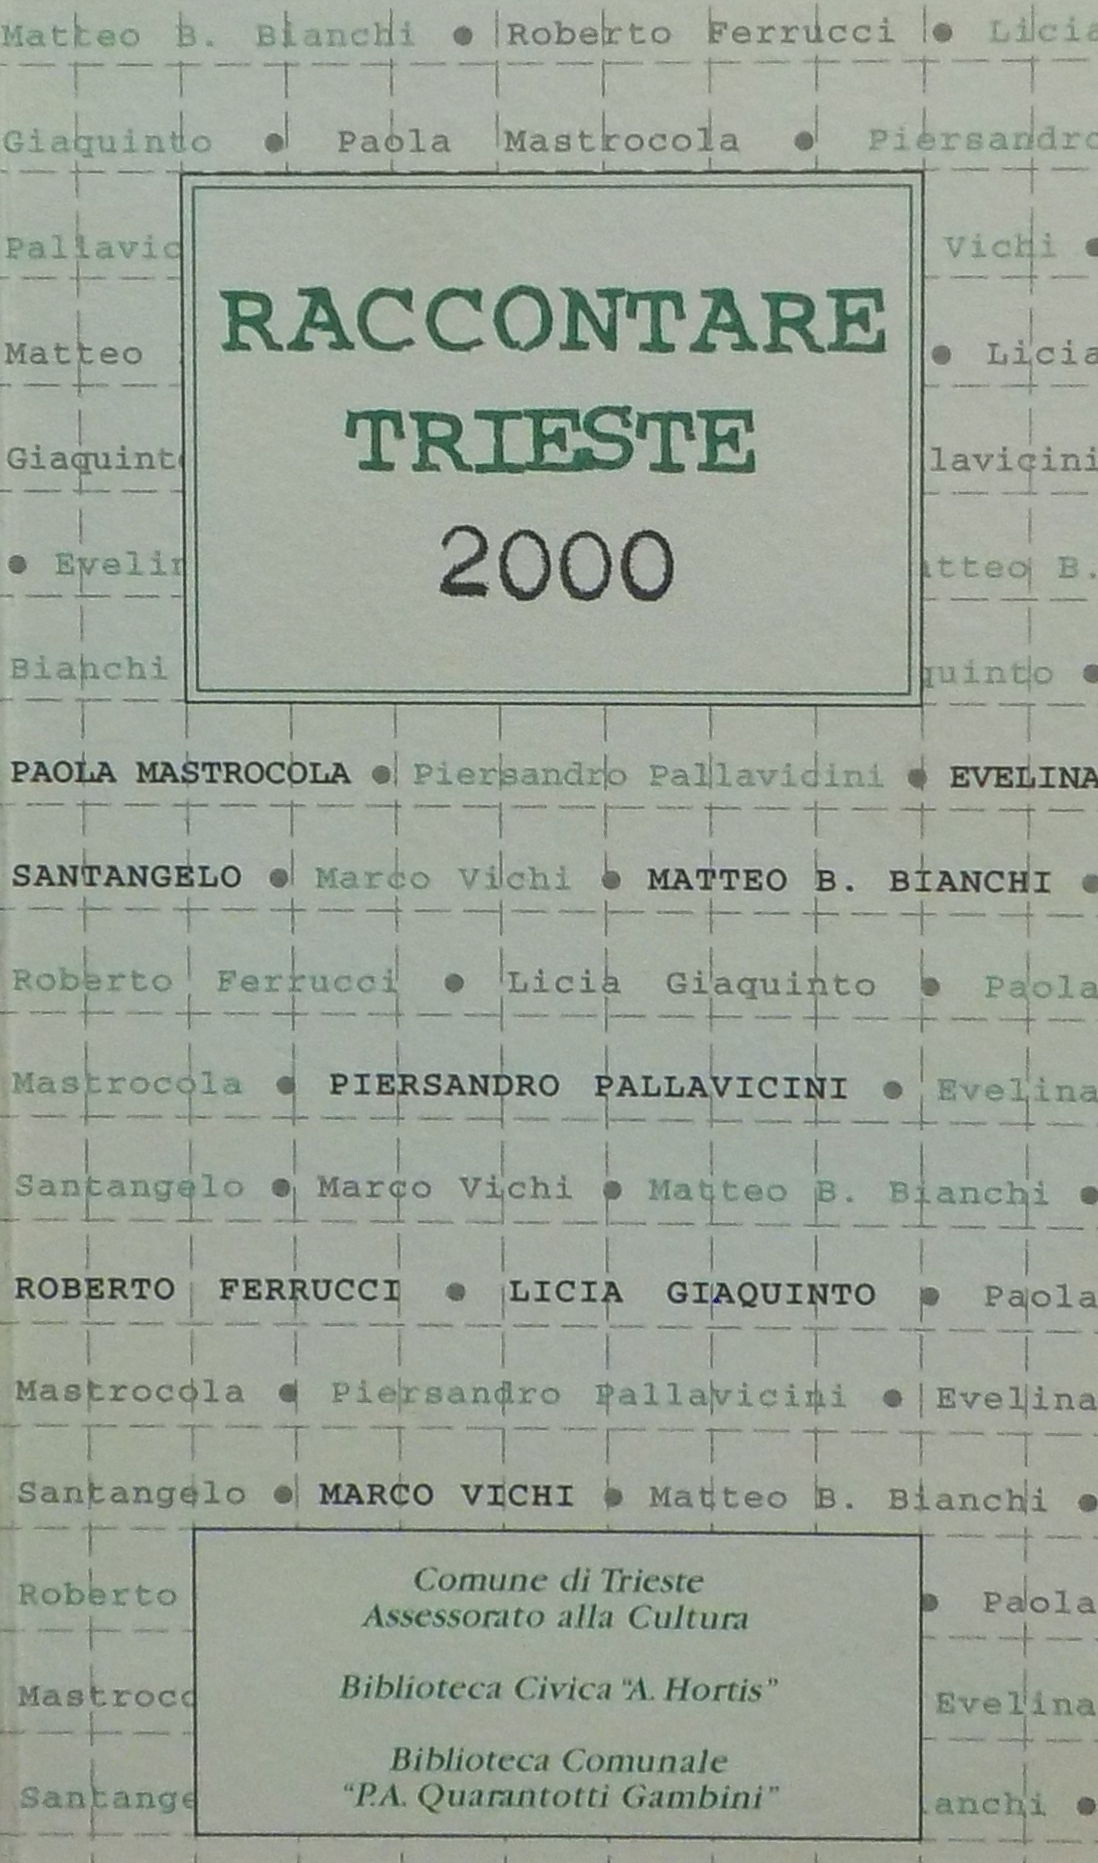 Matteo B. Bianchi ● Roberto Ferrucci ● Licia
Giaquinto ● Paola Mastrocola ● Piersandro
Pallavic Vichi ●
RACCONTARE
Matteo ● Licia
TRIESTE
Giaquint lavicini
2000
● Eveli tteo B.
Bianchi quinto ●
PAOLA MASTROCOLA ● Piersandro Pallavicini ● EVELINA
SANTANGELO ● Marco Vichi ● MATTEO B. BIANCHI ●
Roberto Ferrucci ● Licia Giaquinto ● Paola
Mastrocola ● PIERSANDRO PALLAVICINI ● Evelina
Santangelo ● Marco Vichi ● Matteo B. Bianchi ●
ROBERTO FERRUCCI ● LICIA GIAQUINTO ● Paola
Mastrocola ● Piersandro Pallavicini ● Evelina
Santangelo ● MARCO VICHI ● Matteo B. Bianchi ●
Comune di Trieste
Roberto ● Paola
Assessorato alla Cultura
Biblioteca Civica "A. Hortis"
Mastroc Evelina
Biblioteca Comunale
"P.A. Quarantotti Gambini"
Santange anchi ●